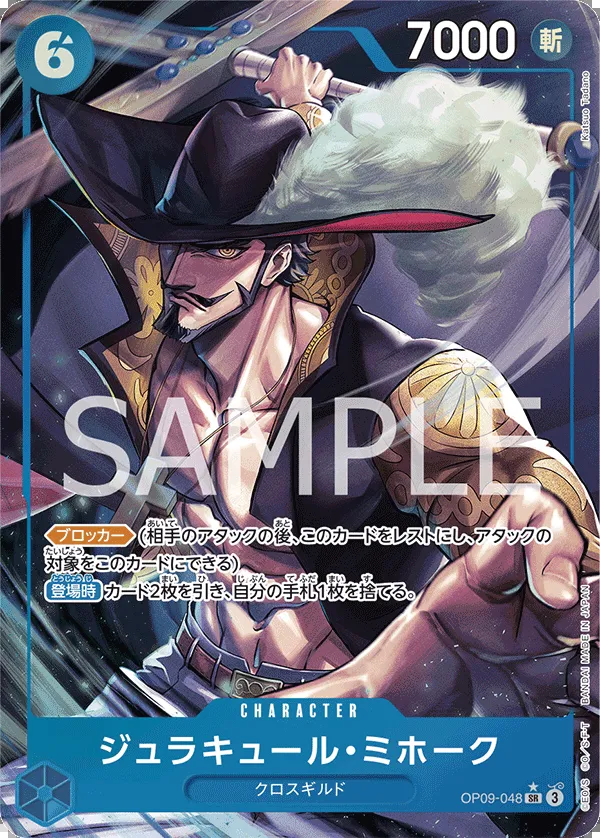 6
7000 斬
Katsuo Tadano
SAMPLE
ブロッカー (相手のアタックの後、このカードをレストにし、アタックの
対象をこのカードにできる)
登場時 カード2枚を引き、自分の手札1枚を捨てる。
©E.O/S. ©O/S・F・T BANDAI MADE IN JAPAN
CHARACTER
ジュラキュール・ミホーク
クロスギルド
OP09-048 SR 3